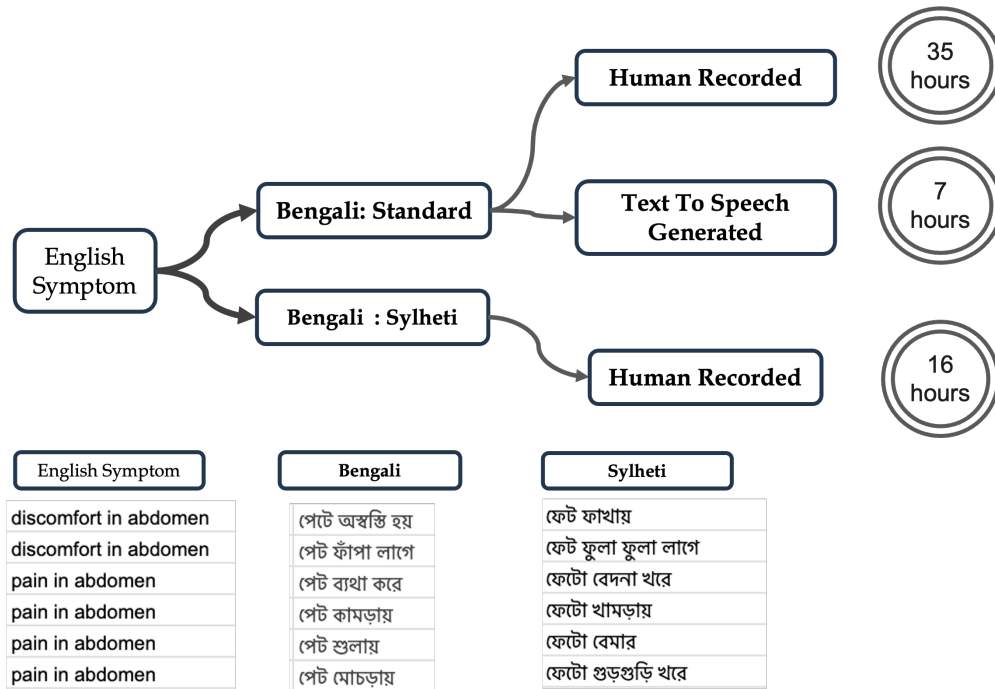 Human Recorded
35
hours
Text To Speech
Generated
7
hours
Bengali: Standard
English
Symptom
Bengali : Sylheti
Human Recorded
16
hours
English Symptom
Bengali
Sylheti
discomfort in abdomen
পেটে অস্বস্তি হয়
ফেট ফাখায়
discomfort in abdomen
পেট ফাঁপা লাগে
ফেট ফুলা ফুলা লাগে
pain in abdomen
পেট ব্যথা করে
ফেটো বেদনা খরে
pain in abdomen
পেট কামড়ায়
ফেটো খামড়ায়
pain in abdomen
পেট শুলায়
ফেটো বেমার
pain in abdomen
পেট মোচড়ায়
ফেটো গুড়গুড়ি খরে